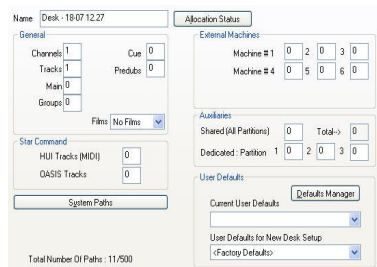 Name Desk - 18-07 12.27 Allocation Status
General
Channels 1 Cue 0
Tracks 1 Predubs 0
Main 0
Groups 0
Films No Films
Star Command
HUI Tracks (MIDI) 0
OASIS Tracks 0
System Paths
Total Number Of Paths : 11/500
External Machines
Machine # 1 0 2 0 3 0
Machine # 4 0 5 0 6 0
Auxiliaries
Shared (All Partitions) 0 Total--> 0
Dedicated : Partition 1 0 2 0 3 0
User Defaults
Defaults Manager
Current User Defaults
User Defaults for New Desk Setup
<Factory Defaults>